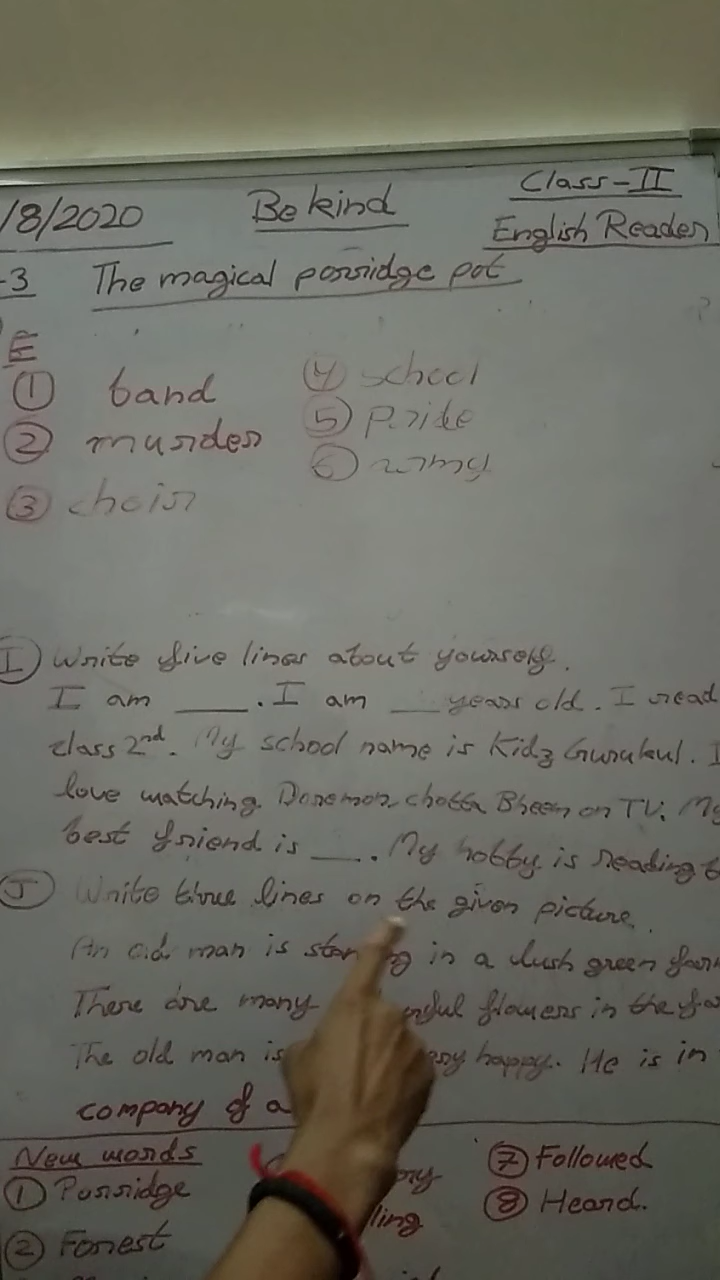 /8/2020 Be kind Class-II
English Reader
-3 The magical porridge pot
E
① band ④ school
② murder ⑤ Pride
③ choir ⑥ army
I) Write five lines about yourself.
I am ____. I am ___ years old. I read
class 2nd. My school name is Kidz Gurukul. I
love watching Doremon, chotta Bheem on TV. My
best friend is ___. My hobby is reading
J) Write three lines on the given picture.
An old man is in a lush green
There are many flowers in the
The old man is happy. He is in
company of a
New words
① Porridge ⑦ Followed
② Forest ⑧ Heard.